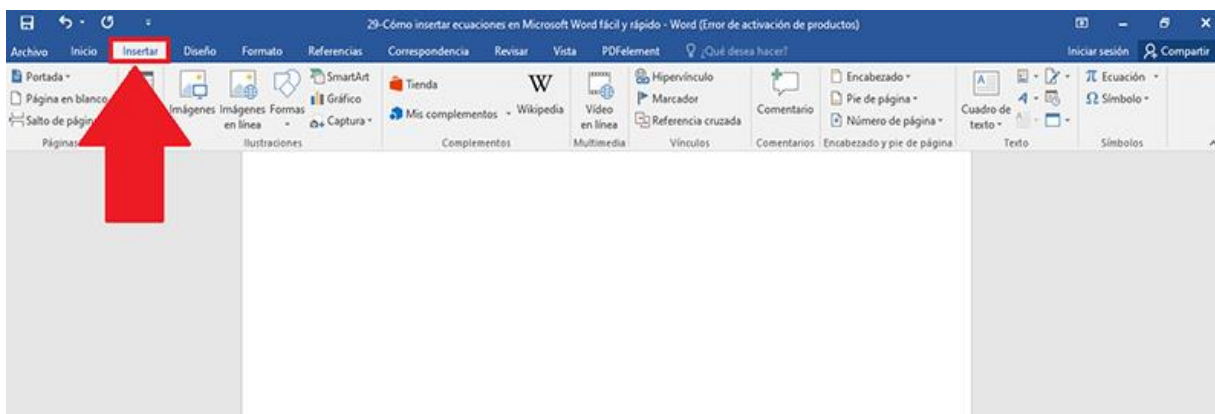 29-Cómo insertar ecuaciones en Microsoft Word fácil y rápido - Word (Error de activación de productos)
Archivo Inicio Insertar Diseño Formato Referencias Correspondencia Revisar Vista PDFelement ¿Qué desea hacer? Iniciar sesión Compartir
Portada
Página en blanco
Salto de págin
Imágenes
Imágenes
en línea
Formas
SmartArt
Gráfico
Captura
Tienda
Mis complementos
W
Wikipedia
Vídeo
en línea
Hipervínculo
Marcador
Referencia cruzada
Comentario
Encabezado
Pie de página
Número de página
Cuadro de
texto
π Ecuación
Ω Símbolo
Páginas Ilustraciones Complementos Multimedia Vínculos Comentarios Encabezado y pie de página Texto Símbolos